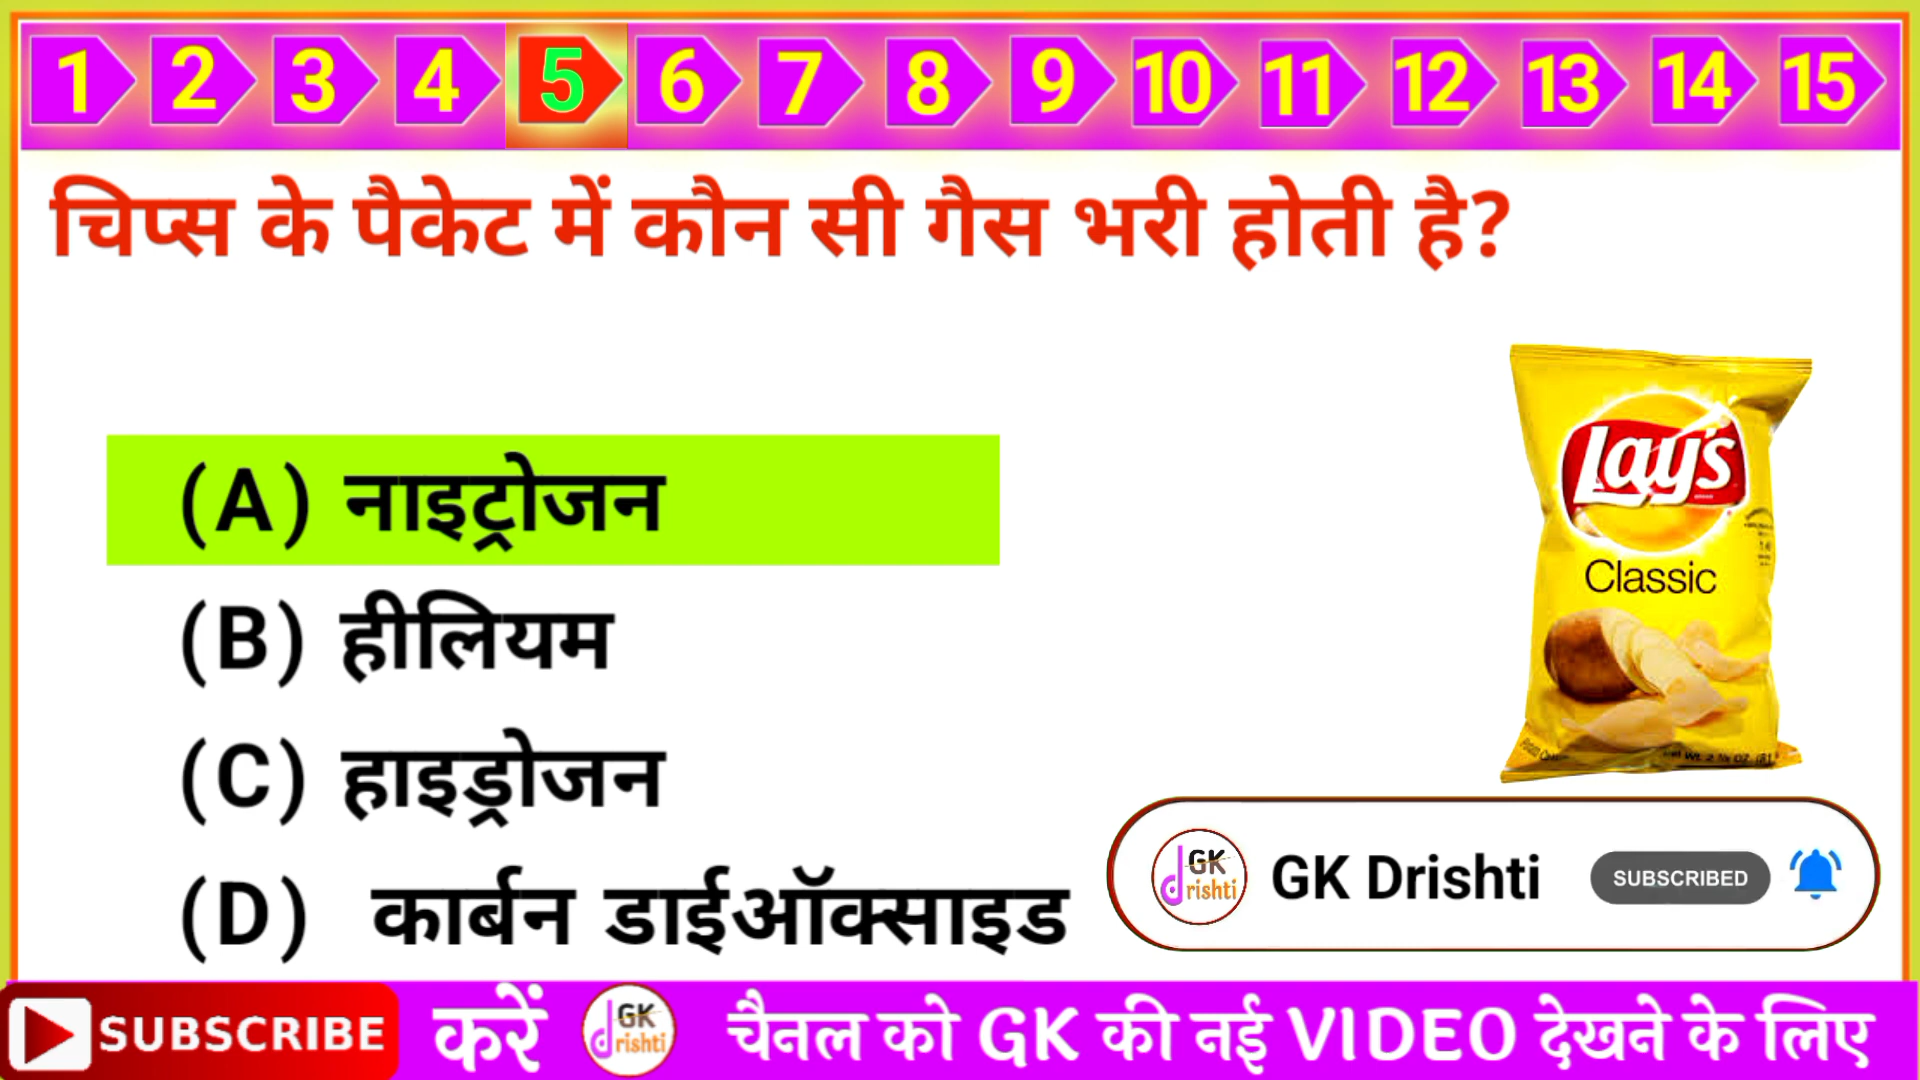 1 2 3 4 5 6 7 8 9 10 11 12 13 14 15
चिप्स के पैकेट में कौन सी गैस भरी होती है?
(A) नाइट्रोजन
(B) हीलियम
(C) हाइड्रोजन
(D) कार्बन डाईऑक्साइड
Lay's
Classic
GK
drishti
GK Drishti
SUBSCRIBED
SUBSCRIBE करें
GK
drishti
चैनल को GK की नई VIDEO देखने के लिए